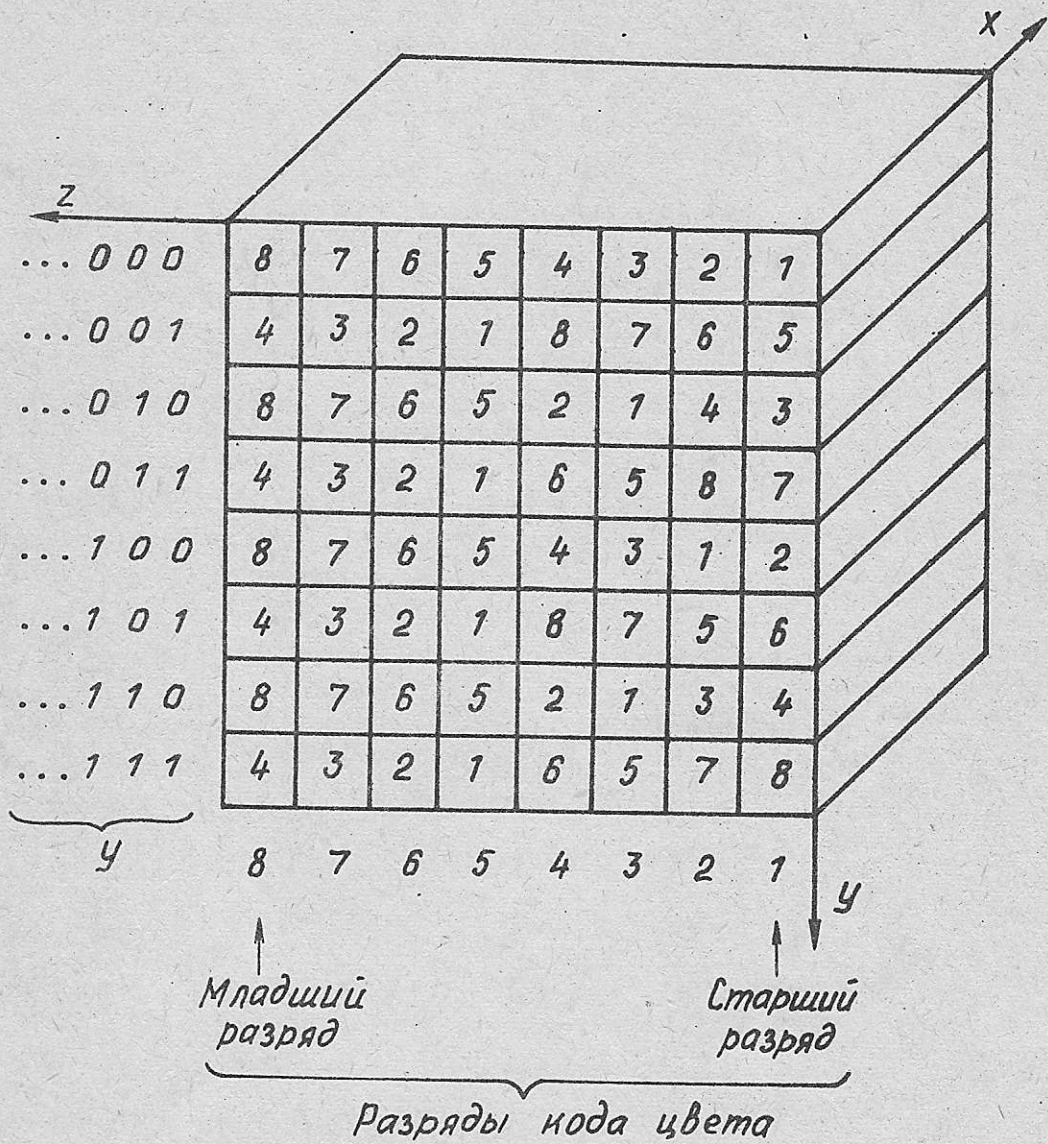 X
Z
...000 8 7 6 5 4 3 2 1
...001 4 3 2 1 8 7 6 5
...010 8 7 6 5 2 1 4 3
...011 4 3 2 1 6 5 8 7
...100 8 7 6 5 4 3 1 2
...101 4 3 2 1 8 7 5 6
...110 8 7 6 5 2 1 3 4
...111 4 3 2 1 6 5 7 8
У 8 7 6 5 4 3 2 1 У
Младший Старший
разряд разряд
Разряды кода цвета